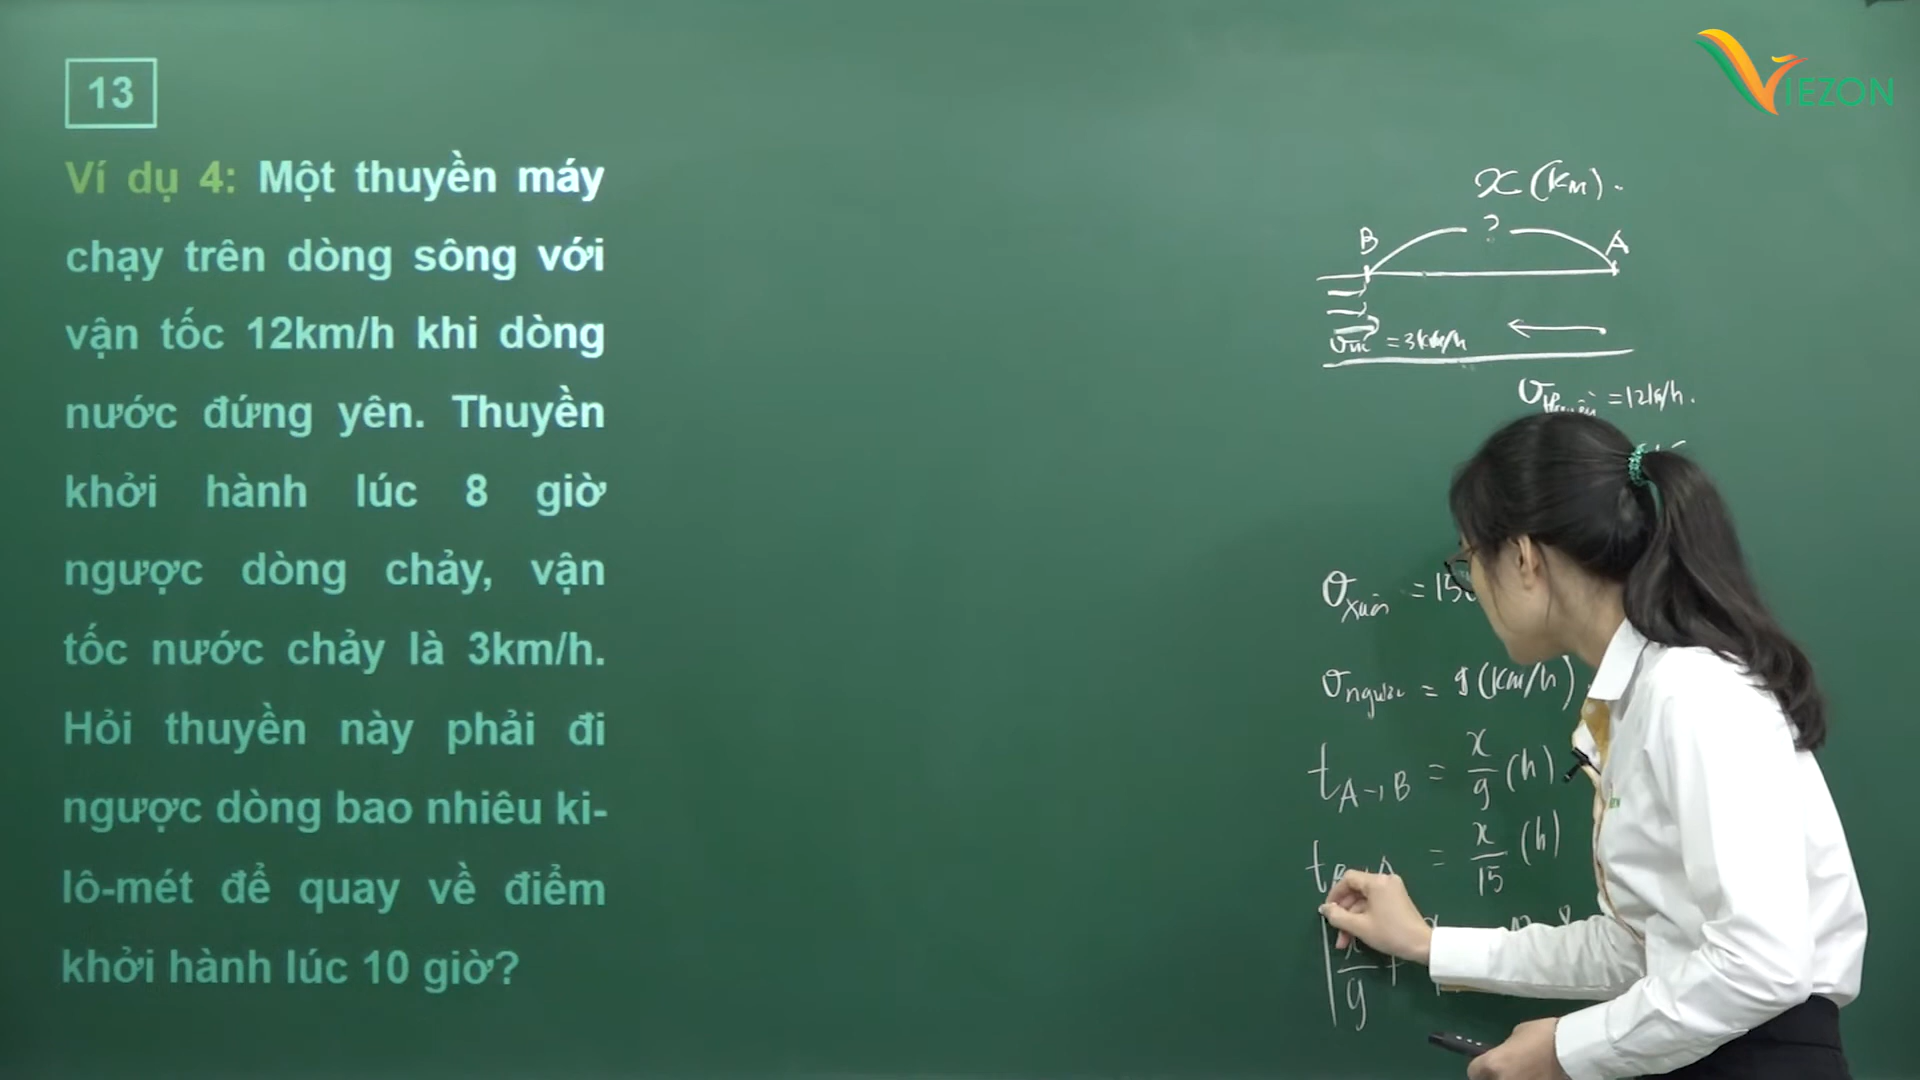 13
VIEZON
Ví dụ 4: Một thuyền máy
chạy trên dòng sông với
vận tốc 12km/h khi dòng
nước đứng yên. Thuyền
khởi hành lúc 8 giờ
ngược dòng chảy, vận
tốc nước chảy là 3km/h.
Hỏi thuyền này phải đi
ngược dòng bao nhiêu ki-
lô-mét để quay về điểm
khởi hành lúc 10 giờ?
x (km).
B ? A
= 3km/h
= 12km/h.
v xuôi = 15
v ngược = 9 (km/h)
t A→B = x/9 (h)
t = x/15 (h)
x/9 +